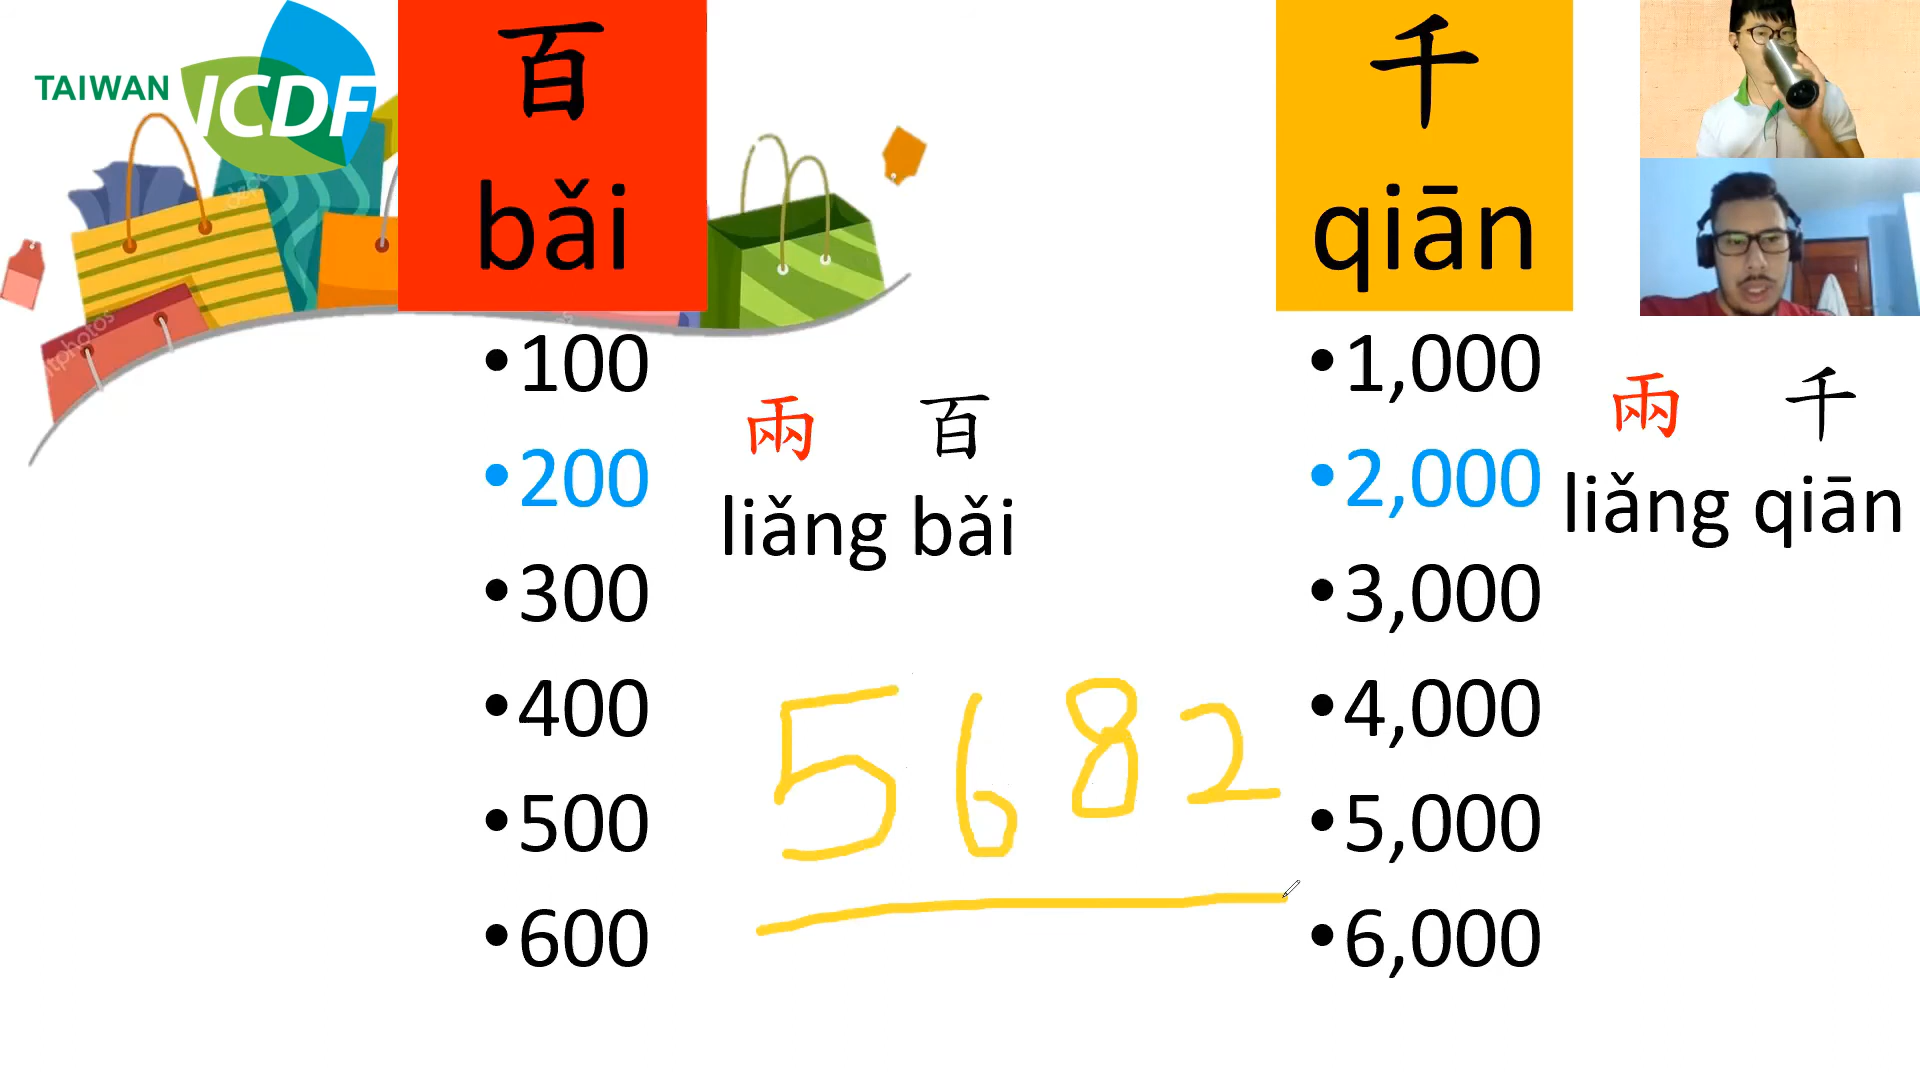 TAIWAN
ICDF
百
bǎi
•100
•200
•300
•400
•500
•600
兩 百
liǎng bǎi
5682
千
qiān
•1,000
•2,000
•3,000
•4,000
•5,000
•6,000
兩 千
liǎng qiān